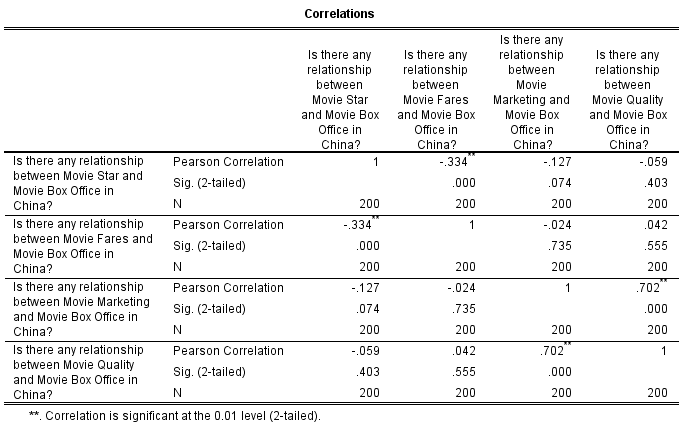 Correlations
Is there any relationship between Movie Star and Movie Box Office in China?
Is there any relationship between Movie Fares and Movie Box Office in China?
Is there any relationship between Movie Marketing and Movie Box Office in China?
Is there any relationship between Movie Quality and Movie Box Office in China?
Is there any relationship
between Movie Star and
Movie Box Office in
China?
Pearson Correlation 1 -.334** -.127 -.059
Sig. (2-tailed) .000 .074 .403
N 200 200 200 200
Is there any relationship
between Movie Fares and
Movie Box Office in
China?
Pearson Correlation -.334** 1 -.024 .042
Sig. (2-tailed) .000 .735 .555
N 200 200 200 200
Is there any relationship
between Movie Marketing
and Movie Box Office in
China?
Pearson Correlation -.127 -.024 1 .702**
Sig. (2-tailed) .074 .735 .000
N 200 200 200 200
Is there any relationship
between Movie Quality
and Movie Box Office in
China?
Pearson Correlation -.059 .042 .702** 1
Sig. (2-tailed) .403 .555 .000
N 200 200 200 200
**. Correlation is significant at the 0.01 level (2-tailed).